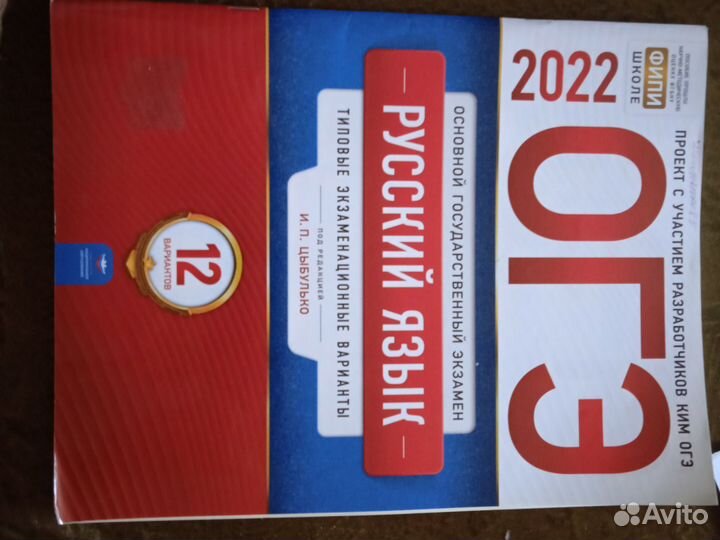 ПРОЕКТ С УЧАСТИЕМ РАЗРАБОТЧИКОВ КИМ ОГЭ
ФИПИ
ШКОЛЕ
2022
ОГЭ
ОСНОВНОЙ ГОСУДАРСТВЕННЫЙ ЭКЗАМЕН
РУССКИЙ ЯЗЫК
ТИПОВЫЕ ЭКЗАМЕНАЦИОННЫЕ ВАРИАНТЫ
ПОД РЕДАКЦИЕЙ
И. П. ЦЫБУЛЬКО
12
ВАРИАНТОВ
Avito